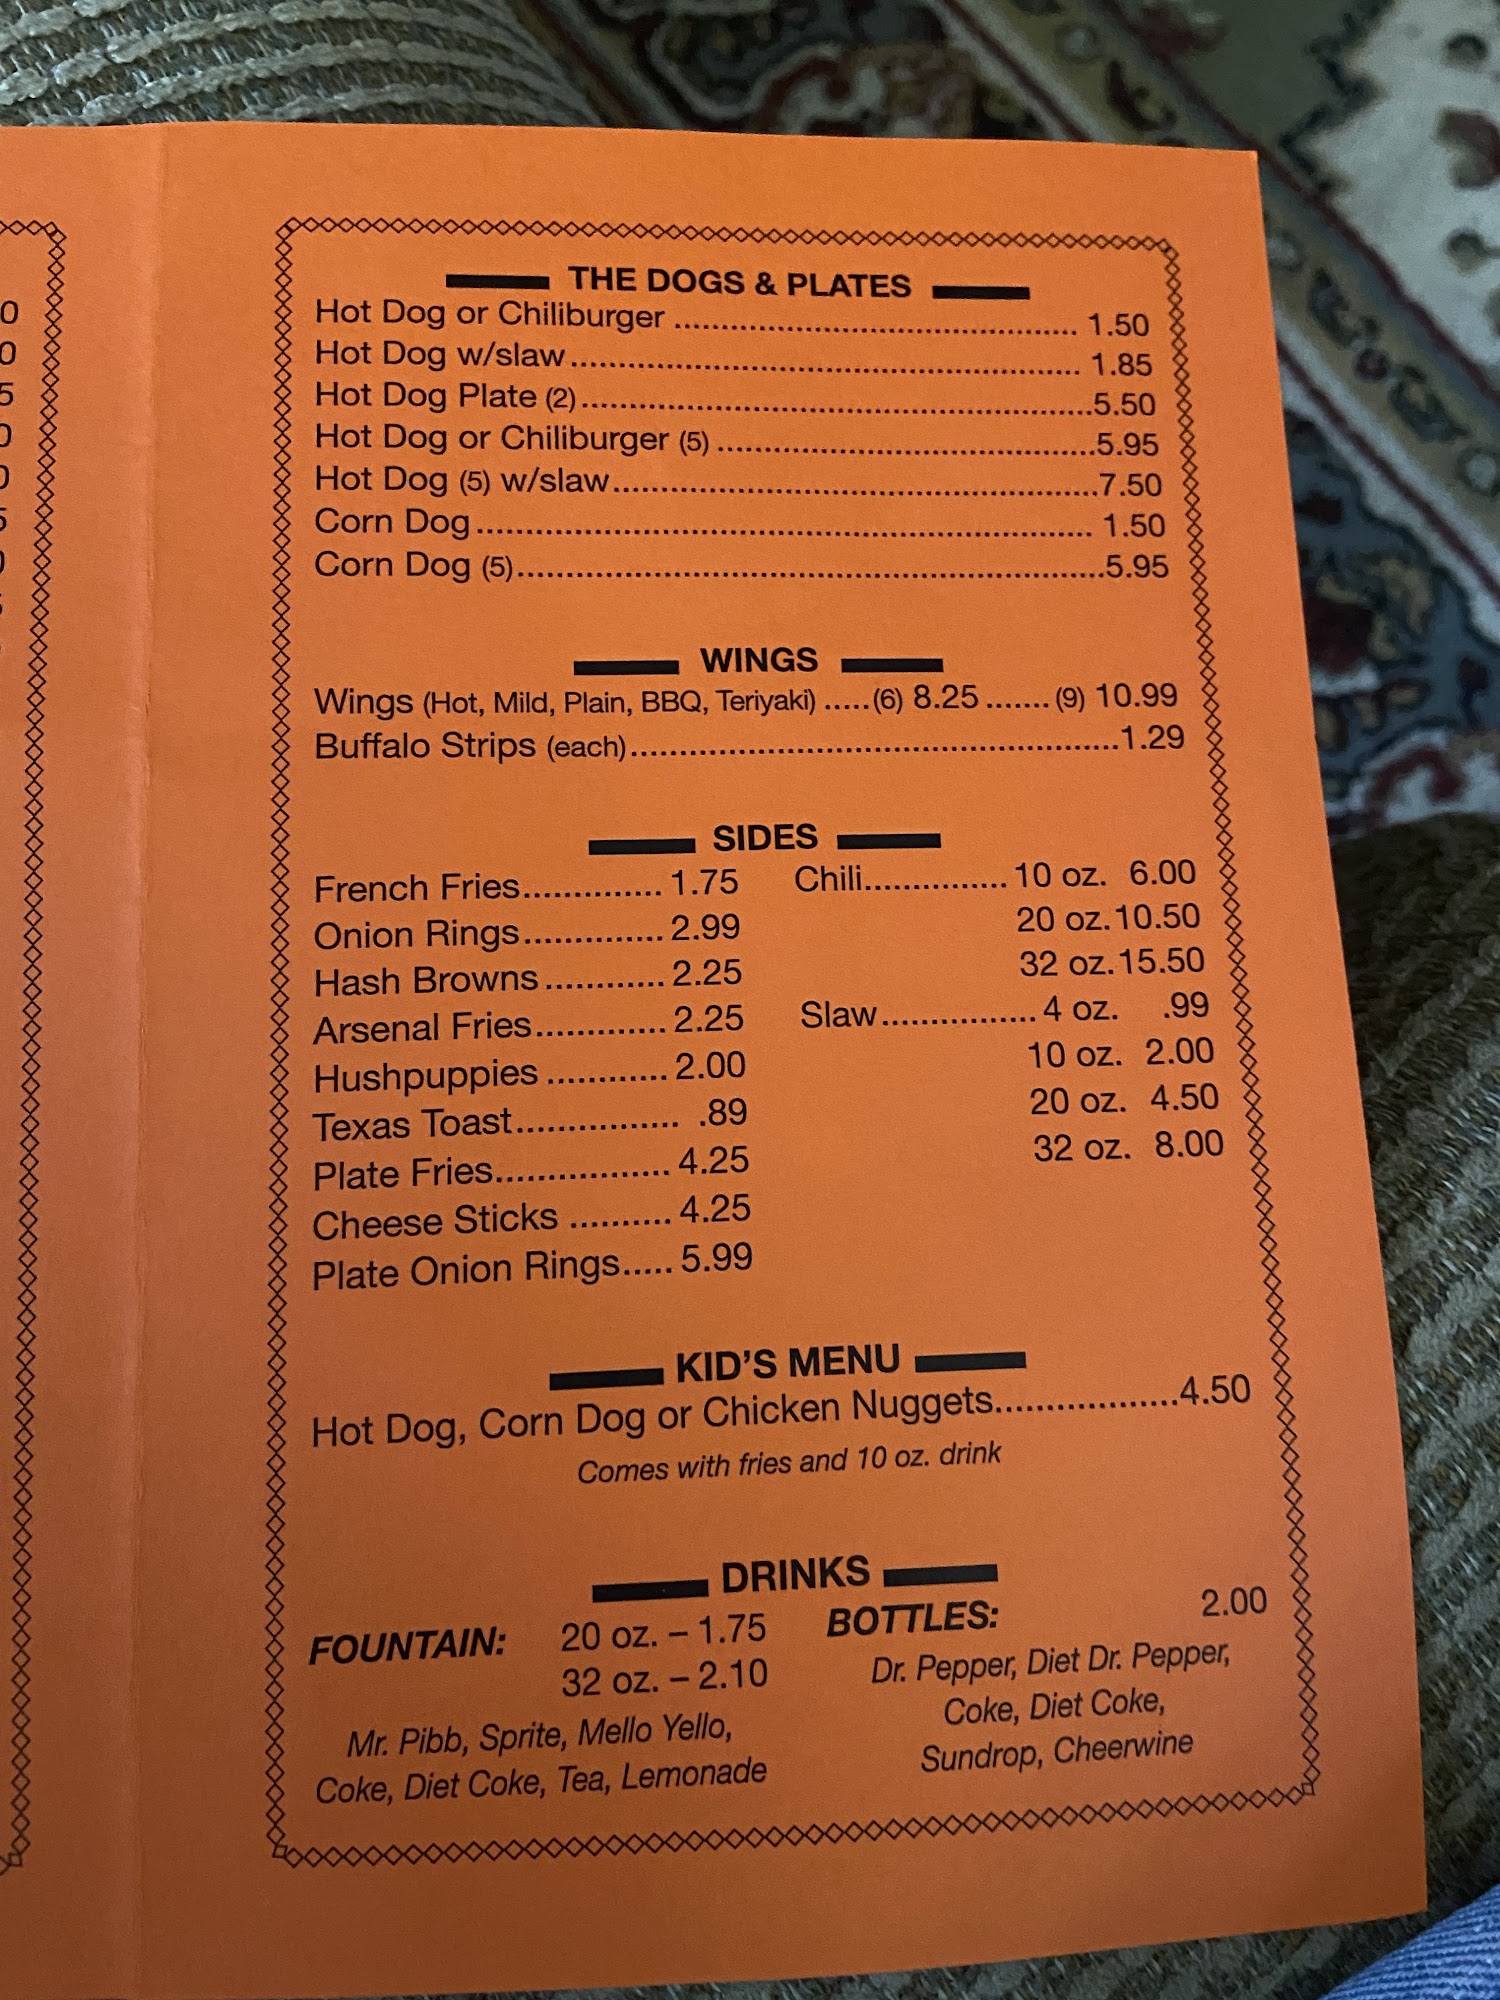 THE DOGS & PLATES
Hot Dog or Chiliburger ........................................ 1.50
Hot Dog w/slaw.................................................. 1.85
Hot Dog Plate (2)..................................................5.50
Hot Dog or Chiliburger (5) .....................................5.95
Hot Dog (5) w/slaw...............................................7.50
Corn Dog ............................................................ 1.50
Corn Dog (5)..........................................................5.95
WINGS
Wings (Hot, Mild, Plain, BBQ, Teriyaki) .....(6) 8.25 .......(9) 10.99
Buffalo Strips (each)................................................1.29
SIDES
French Fries.............. 1.75
Onion Rings.............. 2.99
Hash Browns ............ 2.25
Arsenal Fries............. 2.25
Hushpuppies ............ 2.00
Texas Toast................ .89
Plate Fries................. 4.25
Cheese Sticks .......... 4.25
Plate Onion Rings..... 5.99
Chili............... 10 oz. 6.00
20 oz. 10.50
32 oz. 15.50
Slaw................ 4 oz. .99
10 oz. 2.00
20 oz. 4.50
32 oz. 8.00
KID'S MENU
Hot Dog, Corn Dog or Chicken Nuggets..................4.50
Comes with fries and 10 oz. drink
DRINKS
FOUNTAIN: 20 oz. – 1.75
32 oz. – 2.10
Mr. Pibb, Sprite, Mello Yello,
Coke, Diet Coke, Tea, Lemonade
BOTTLES: 2.00
Dr. Pepper, Diet Dr. Pepper,
Coke, Diet Coke,
Sundrop, Cheerwine